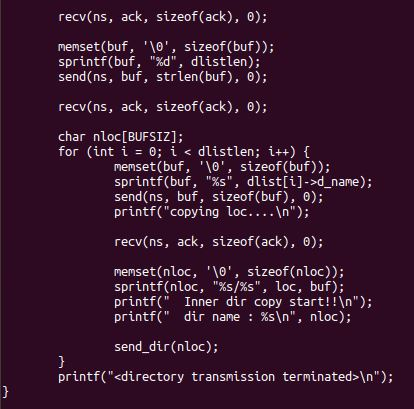 recv(ns, ack, sizeof(ack), 0);
memset(buf, '\0', sizeof(buf));
sprintf(buf, "%d", dlistlen);
send(ns, buf, strlen(buf), 0);
recv(ns, ack, sizeof(ack), 0);
char nloc[BUFSIZ];
for (int i = 0; i < dlistlen; i++) {
memset(buf, '\0', sizeof(buf));
sprintf(buf, "%s", dlist[i]->d_name);
send(ns, buf, sizeof(buf), 0);
printf("copying loc....\n");
recv(ns, ack, sizeof(ack), 0);
memset(nloc, '\0', sizeof(nloc));
sprintf(nloc, "%s/%s", loc, buf);
printf("  Inner dir copy start!!\n");
printf("  dir name : %s\n", nloc);
send_dir(nloc);
}
printf("<directory transmission terminated>\n");
}